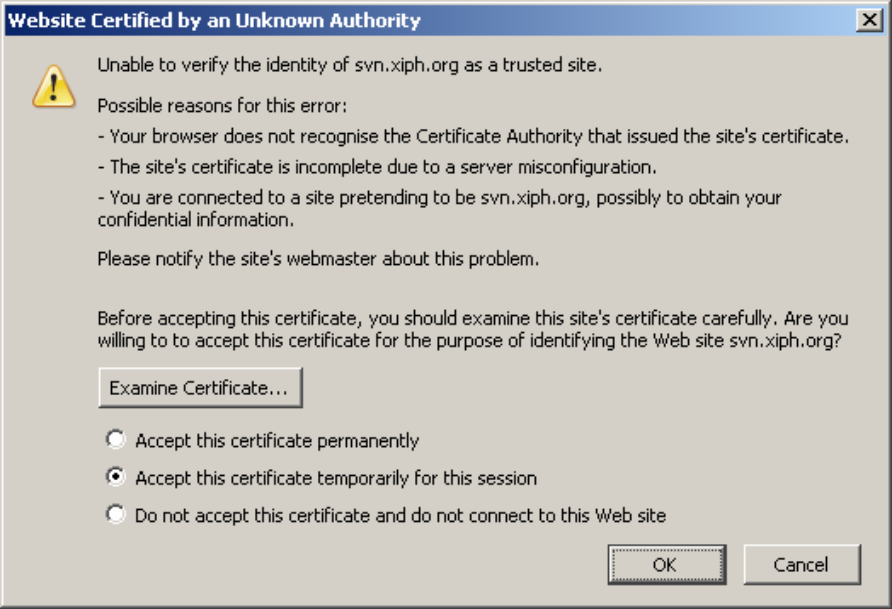 Website Certified by an Unknown Authority
Unable to verify the identity of svn.xiph.org as a trusted site.
Possible reasons for this error:
- Your browser does not recognise the Certificate Authority that issued the site's certificate.
- The site's certificate is incomplete due to a server misconfiguration.
- You are connected to a site pretending to be svn.xiph.org, possibly to obtain your
confidential information.
Please notify the site's webmaster about this problem.
Before accepting this certificate, you should examine this site's certificate carefully. Are you
willing to to accept this certificate for the purpose of identifying the Web site svn.xiph.org?
Examine Certificate...
Accept this certificate permanently
Accept this certificate temporarily for this session
Do not accept this certificate and do not connect to this Web site
OK Cancel